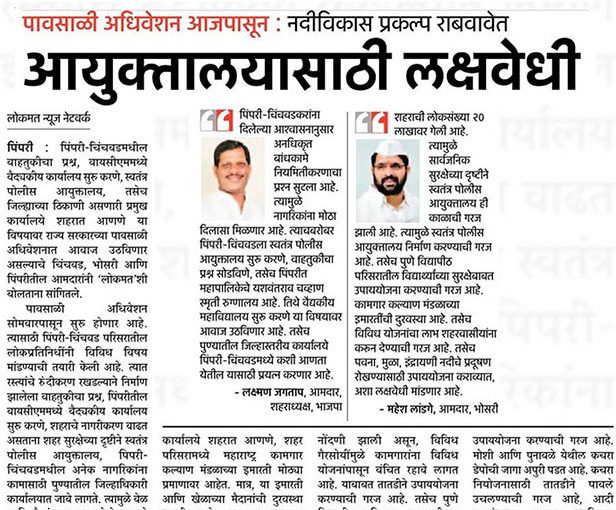 पावसाळी अधिवेशन आजपासून : नदीविकास प्रकल्प राबवावेत
आयुक्तालयासाठी लक्षवेधी
लोकमत न्यूज नेटवर्क
पिंपरी : पिंपरी-चिंचवडमधील
वाहतुकीचा प्रश्न, वायसीएममध्ये
वैद्यकीय कार्यालय सुरु करणे, स्वतंत्र
पोलीस आयुक्तालय, तसेच
जिल्ह्याच्या ठिकाणी असणारी प्रमुख
कार्यालये शहरात आणणे या
विषयावर राज्य सरकारच्या पावसाळी
अधिवेशनात आवाज उठविणार
असल्याचे चिंचवड, भोसरी आणि
पिंपरीतील आमदारांनी 'लोकमत'शी
बोलताना सांगितले.
पावसाळी अधिवेशन
सोमवारपासून सुरु होणार आहे.
त्यासाठी पिंपरी-चिंचवड परिसरातील
लोकप्रतिनिधींनी विविध विषय
मांडण्याची तयारी केली आहे. त्यात
रस्त्यांचे रुंदीकरण रखडल्याने निर्माण
झालेला वाहतुकीचा प्रश्न, पिंपरीतील
वायसीएममध्ये वैदयकीय कार्यालय सुरु
करणे, शहराचे नागरीकरण वाढत
असताना शहर सुरक्षेच्या दृष्टीने स्वतंत्र
पोलीस आयुक्तालय, पिंपरी-
चिंचवडमधील अनेक नागरिकांना
कामासाठी पुण्यातील जिल्हाधिकारी
कार्यालयात जावे लागते. त्यामुळे वेळ
पिंपरी-चिंचवडकरांना
दिलेल्या आश्वासनानुसार
अनधिकृत
बांधकामे
नियमितीकरणाचा
प्रश्न सुटला आहे.
त्यामुळे
नागरिकांना मोठा
दिलासा मिळणार आहे. त्याचबरोबर
पिंपरी-चिंचवडला स्वतंत्र पोलीस
आयुक्तालय सुरु करणे, वाहतुकीचा
प्रश्न सोडविणे, तसेच पिंपरीत
महापालिकेचे यशवंतराव चव्हाण
स्मृती रुग्णालय आहे. तिथे वैद्यकीय
महाविद्यालय सुरु करणे या विषयावर
आवाज उठविणार आहे. तसेच
पुण्यातील जिल्हास्तरीय कार्यालये
पिंपरी-चिंचवडमध्ये कशी आणता
येतील यासाठी प्रयत्न करणार आहे.
- लक्ष्मण जगताप, आमदार,
शहराध्यक्ष, भाजपा
शहराची लोकसंख्या २०
लाखांवर गेली आहे.
त्यामुळे
सार्वजनिक
सुरक्षेच्या दृष्टीने
स्वतंत्र पोलीस
आयुक्तालय ही
काळाची गरज
झाली आहे. त्यामुळे स्वतंत्र पोलीस
आयुक्तालय निर्माण करण्याची गरज
आहे. तसेच पुणे विद्यापीठ
परिसरातील विद्यार्थ्यांच्या सुरक्षेबाबत
उपाययोजना करण्याची गरज आहे.
कामगार कल्याण मंडळाच्या
इमारतींची दुरवस्था आहे. तसेच
विविध योजनांचा लाभ शहरवासीयांना
करून देण्याची गरज आहे. तसेच
पवना, मुळा, इंद्रायणी नदीचे प्रदूषण
रोखण्यासाठी उपाययोजना कराव्यात,
अशा लक्षवेधी मांडणार आहे.
- महेश लांडगे, आमदार, भोसरी
कार्यालये शहरात आणणे, शहर
परिसरामध्ये महाराष्ट्र कामगार
कल्याण मंडळाच्या इमारती मोठ्या
प्रमाणावर आहेत. मात्र, या इमारती
आणि खेळाच्या मैदानांची दुरवस्था
नोंदणी झाली असून, विविध
गैरसोयींमुळे कामगारांना विविध
योजनांपासून वंचित रहावे लागत
आहे. याबाबत तातडीने उपाययोजना
करण्याची गरज आहे. तसेच पुणे
उपाययोजना करण्याची गरज आहे.
मोशी आणि पुनावळे येथील कचरा
डेपोची जागा अपुरी पडत आहे. कचरा
नियोजनासाठी तातडीने पावले
उचलण्याची गरज आहे, आदी